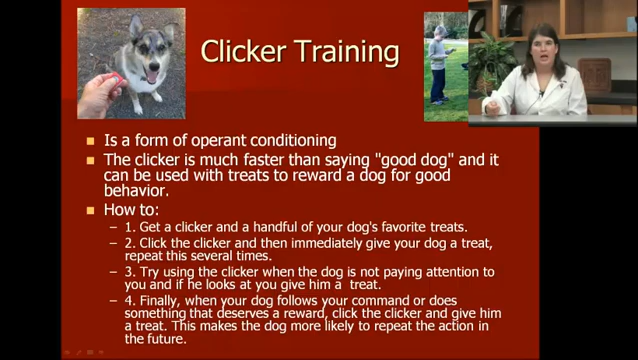 Clicker Training
Is a form of operant conditioning
The clicker is much faster than saying "good dog" and it
can be used with treats to reward a dog for good
behavior.
How to:
– 1. Get a clicker and a handful of your dog's favorite treats.
– 2. Click the clicker and then immediately give your dog a treat,
repeat this several times.
– 3. Try using the clicker when the dog is not paying attention to
you and if he looks at you give him a treat.
– 4. Finally, when your dog follows your command or does
something that deserves a reward, click the clicker and give him
a treat. This makes the dog more likely to repeat the action in
the future.